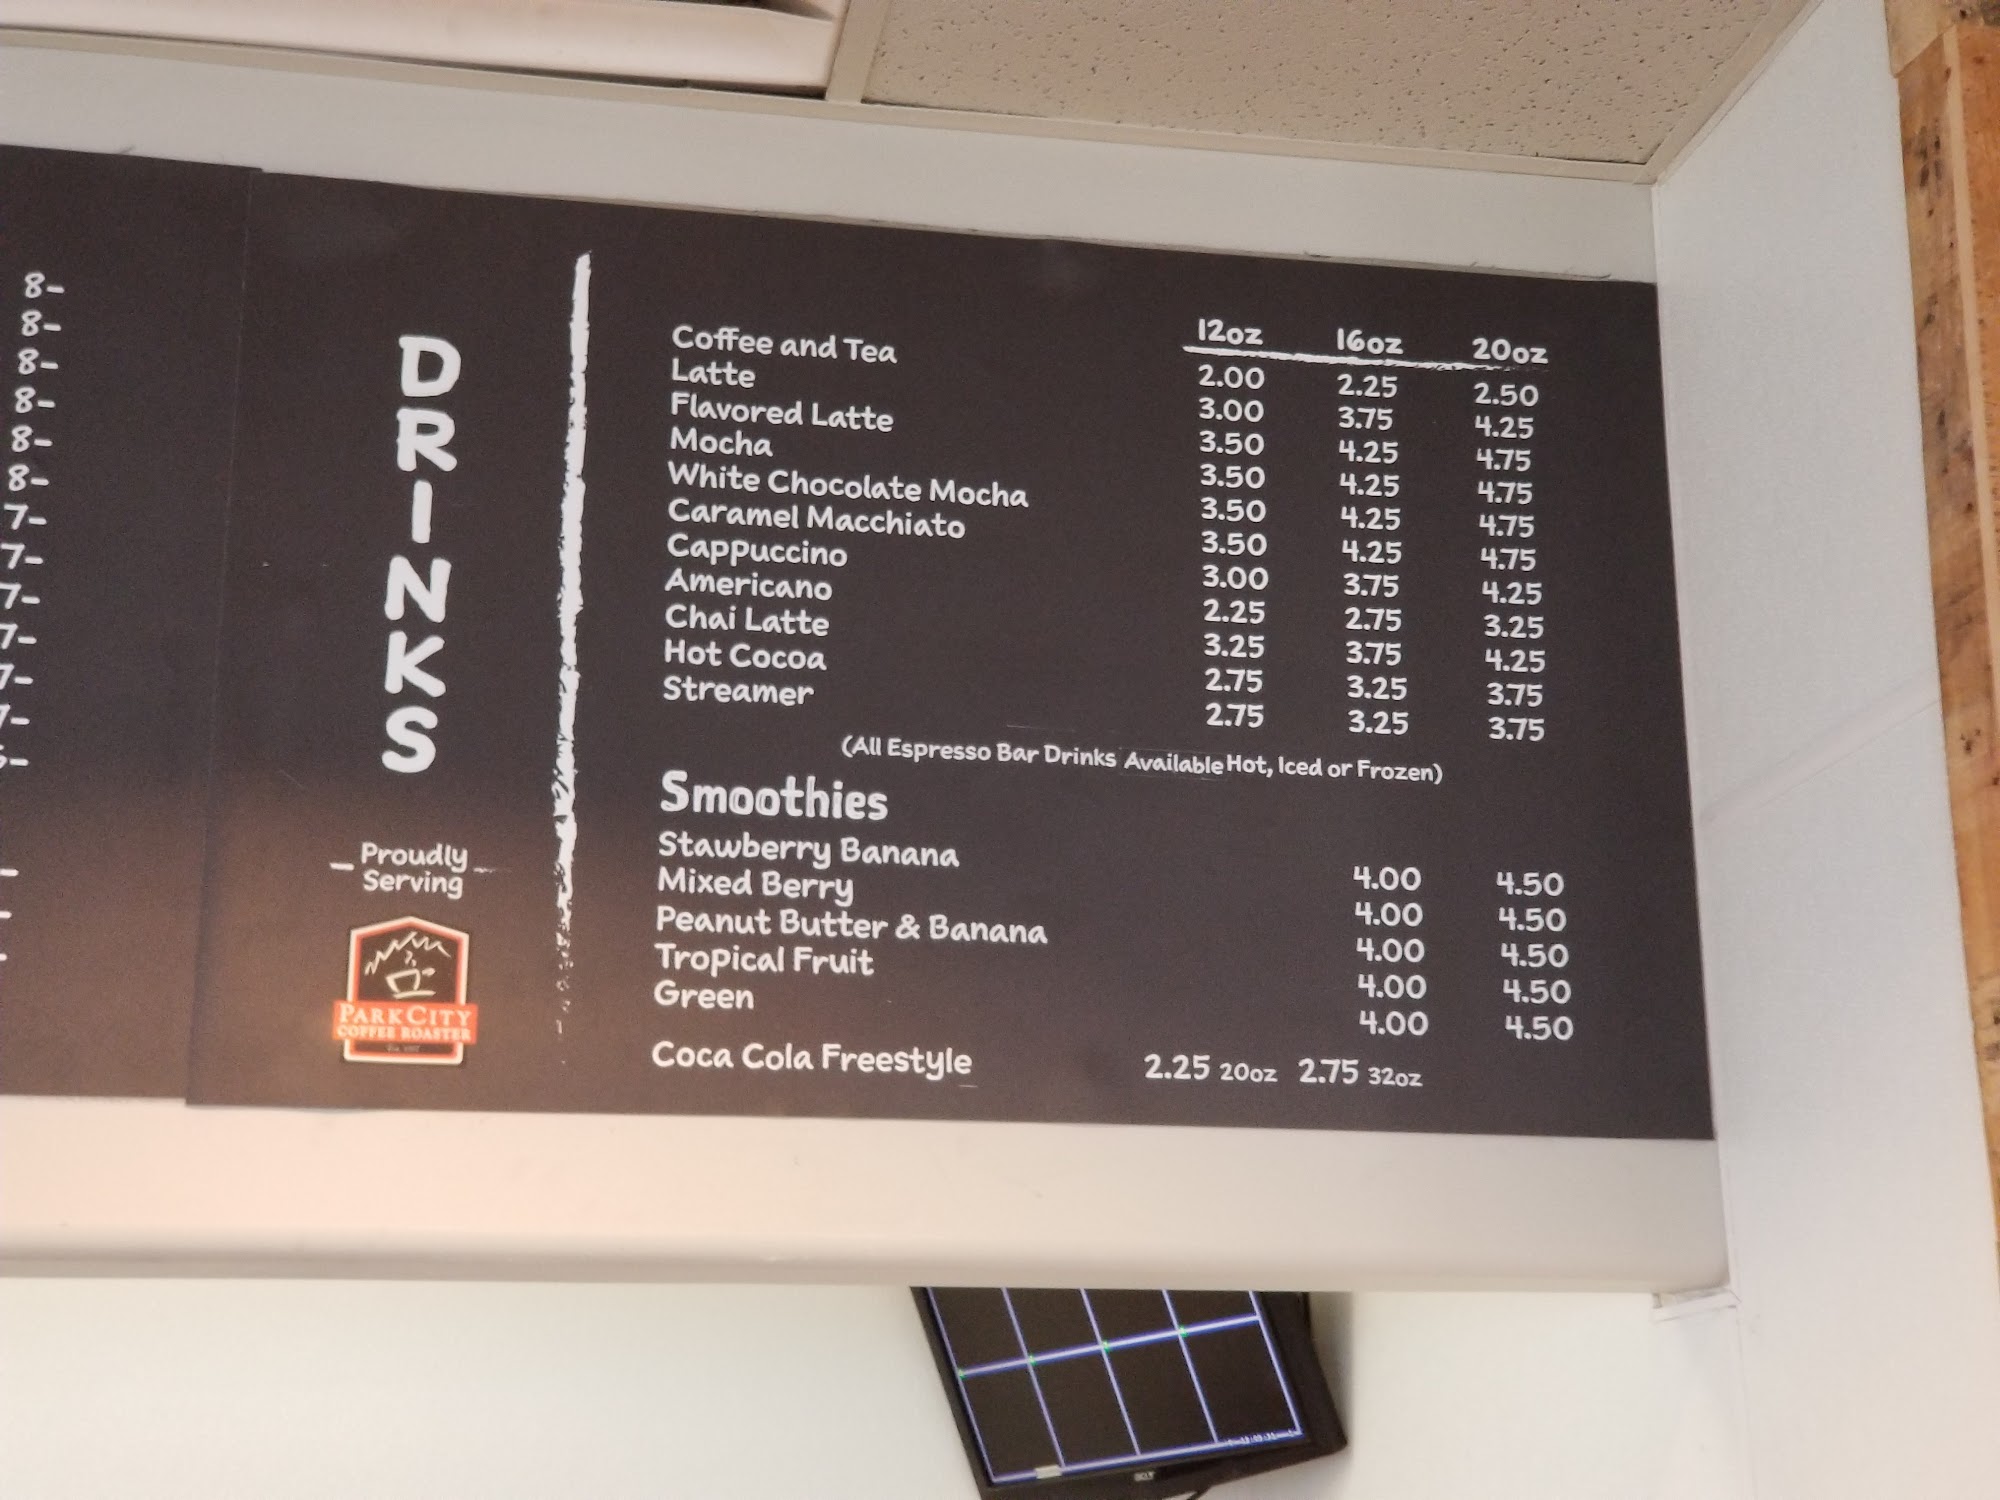 8-
8-
8-
8-
8-
8-
7-
7-
7-
7-
7-
7-
DRINKS
Proudly
Serving
PARK CITY
COFFEE ROASTER
12oz 16oz 20oz
Coffee and Tea 2.00 2.25 2.50
Latte 3.00 3.75 4.25
Flavored Latte 3.50 4.25 4.75
Mocha 3.50 4.25 4.75
White Chocolate Mocha 3.50 4.25 4.75
Caramel Macchiato 3.50 4.25 4.75
Cappuccino 3.00 3.75 4.25
Americano 2.25 2.75 3.25
Chai Latte 3.25 3.75 4.25
Hot Cocoa 2.75 3.25 3.75
Streamer 2.75 3.25 3.75
(All Espresso Bar Drinks Available Hot, Iced or Frozen)
Smoothies
Stawberry Banana 4.00 4.50
Mixed Berry 4.00 4.50
Peanut Butter & Banana 4.00 4.50
Tropical Fruit 4.00 4.50
Green 4.00 4.50
Coca Cola Freestyle 2.25 20oz 2.75 32oz